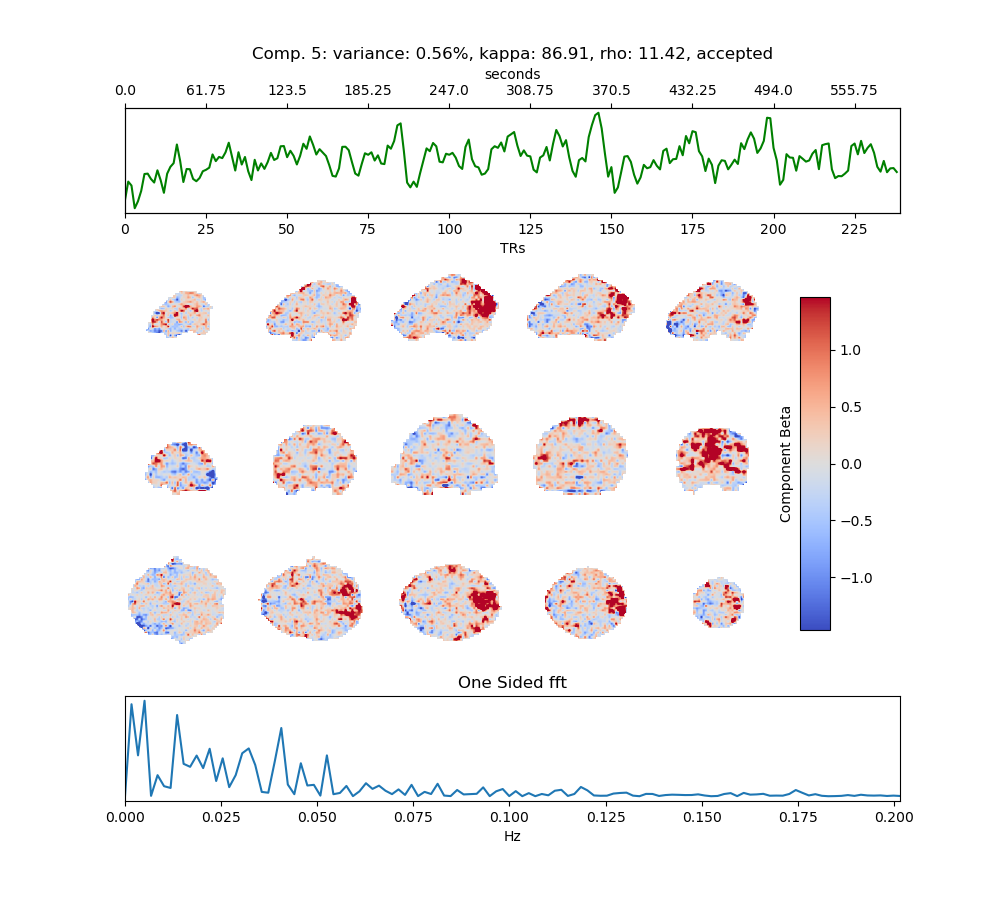 Comp. 5: variance: 0.56%, kappa: 86.91, rho: 11.42, accepted
seconds
0.0 61.75 123.5 185.25 247.0 308.75 370.5 432.25 494.0 555.75
0 25 50 75 100 125 150 175 200 225
TRs
Component Beta
1.0
0.5
0.0
−0.5
−1.0
One Sided fft
0.000 0.025 0.050 0.075 0.100 0.125 0.150 0.175 0.200
Hz